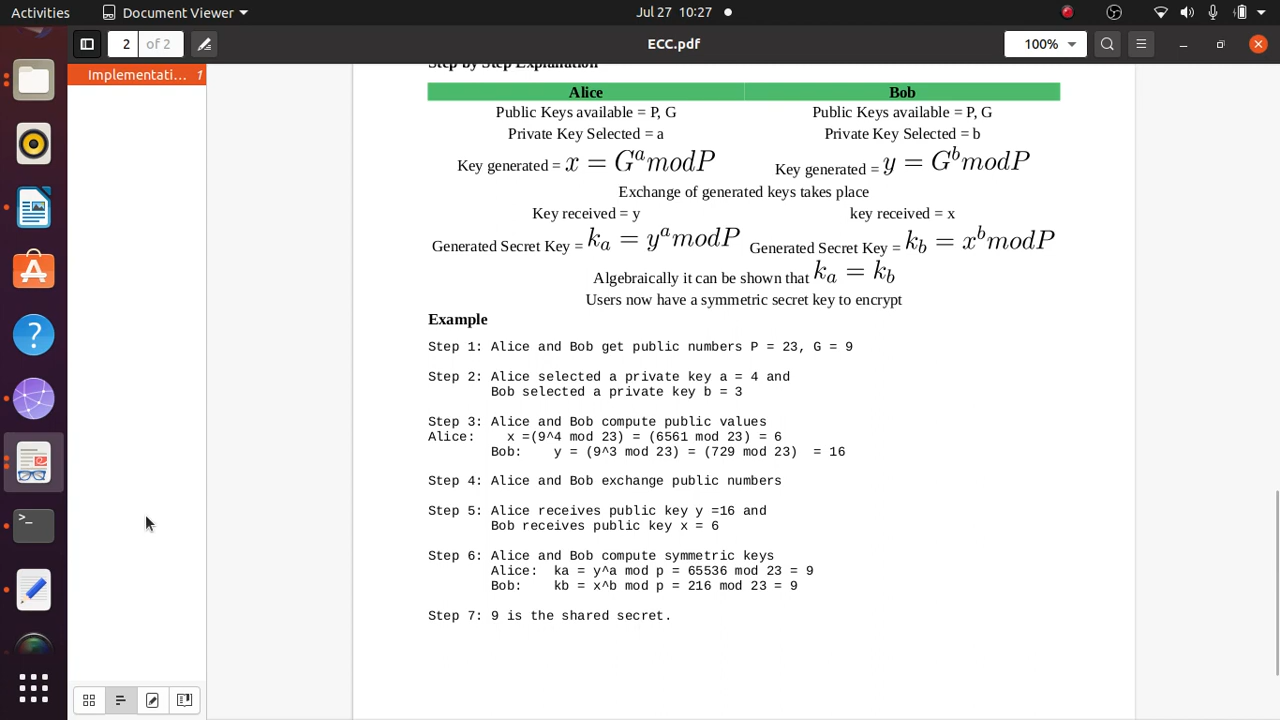 Activities Document Viewer Jul 27 10:27
2 of 2 ECC.pdf 100%
Implementati... 1
Step by Step Explanation
Alice Bob
Public Keys available = P, G Public Keys available = P, G
Private Key Selected = a Private Key Selected = b
Key generated = x = G^a modP Key generated = y = G^b modP
Exchange of generated keys takes place
Key received = y key received = x
Generated Secret Key = k_a = y^a modP Generated Secret Key = k_b = x^b modP
Algebraically it can be shown that k_a = k_b
Users now have a symmetric secret key to encrypt
Example
Step 1: Alice and Bob get public numbers P = 23, G = 9
Step 2: Alice selected a private key a = 4 and
Bob selected a private key b = 3
Step 3: Alice and Bob compute public values
Alice: x =(9^4 mod 23) = (6561 mod 23) = 6
Bob: y = (9^3 mod 23) = (729 mod 23) = 16
Step 4: Alice and Bob exchange public numbers
Step 5: Alice receives public key y =16 and
Bob receives public key x = 6
Step 6: Alice and Bob compute symmetric keys
Alice: ka = y^a mod p = 65536 mod 23 = 9
Bob: kb = x^b mod p = 216 mod 23 = 9
Step 7: 9 is the shared secret.